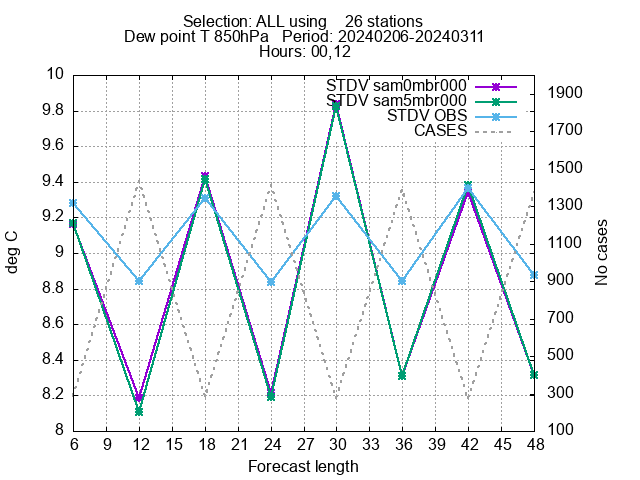 Selection: ALL using    26 stations
Dew point T 850hPa   Period: 20240206-20240311
Hours: 00,12
STDV sam0mbr000
STDV sam5mbr000
STDV OBS
CASES
10
9.8
9.6
9.4
9.2
9
8.8
8.6
8.4
8.2
8
deg C
1900
1700
1500
1300
1100
900
700
500
300
100
No cases
6 9 12 15 18 21 24 27 30 33 36 39 42 45 48
Forecast length